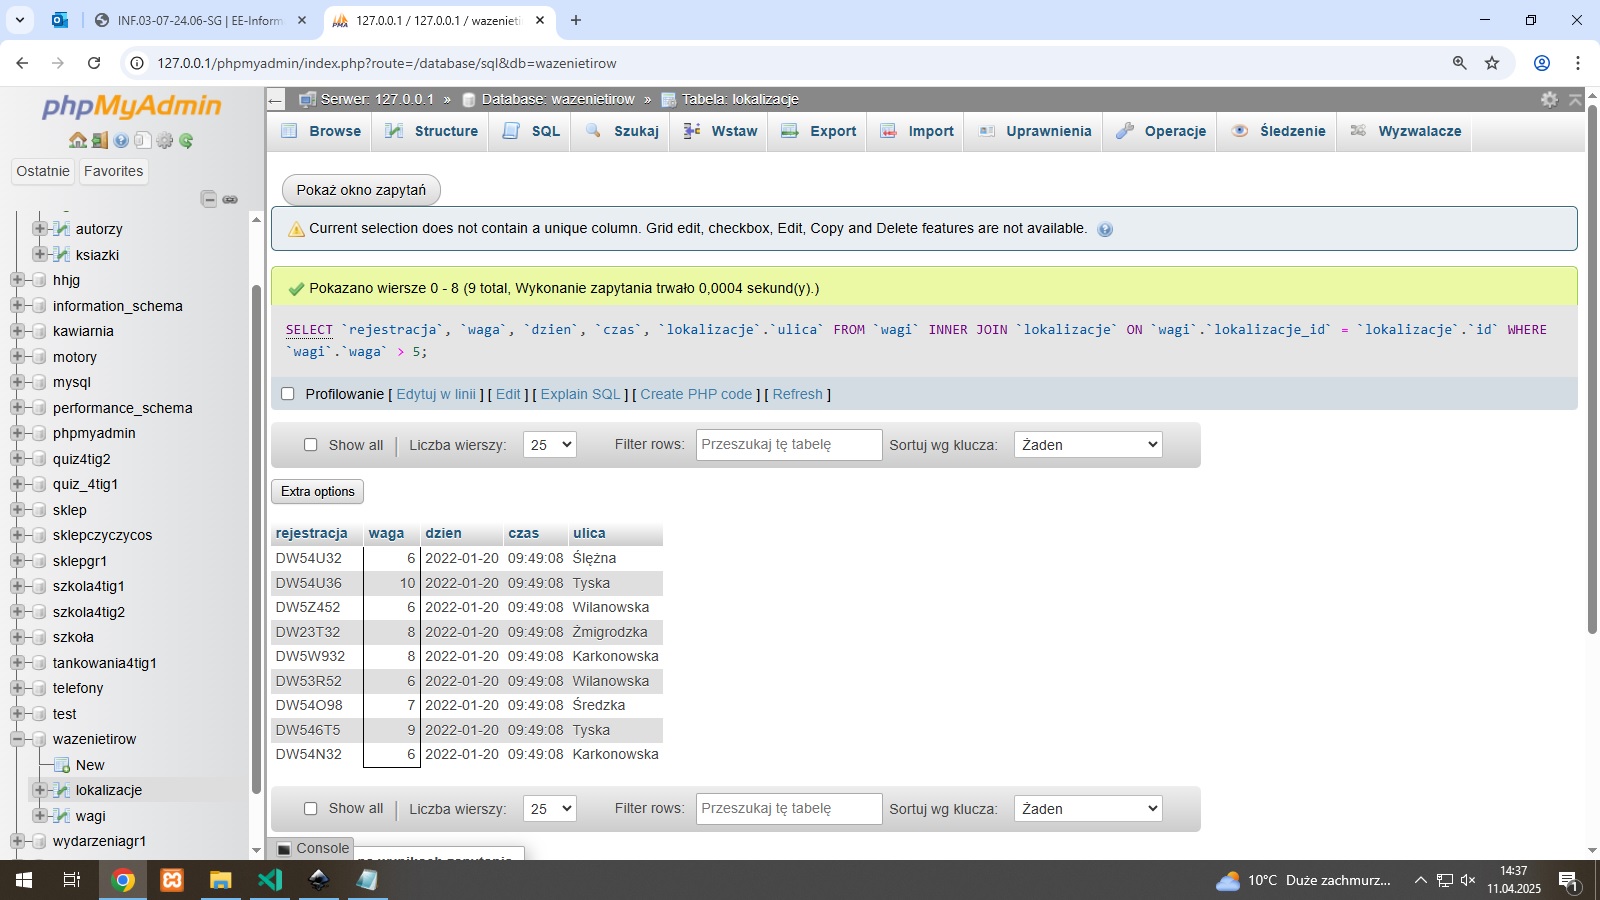 INF.03-07-24.06-SG | EE-Inform
127.0.0.1 / 127.0.0.1 / wazenieti
127.0.0.1/phpmyadmin/index.php?route=/database/sql&db=wazenietirow
phpMyAdmin
Ostatnie
Favorites
autorzy
ksiazki
hhjg
information_schema
kawiarnia
motory
mysql
performance_schema
phpmyadmin
quiz4tig2
quiz_4tig1
sklep
sklepczyczycos
sklepgr1
szkola4tig1
szkola4tig2
szkoła
tankowania4tig1
telefony
test
wazenietirow
New
lokalizacje
wagi
wydarzeniagr1
Serwer: 127.0.0.1 » Database: wazenietirow » Tabela: lokalizacje
Browse Structure SQL Szukaj Wstaw Export Import Uprawnienia Operacje Śledzenie Wyzwalacze
Pokaż okno zapytań
Current selection does not contain a unique column. Grid edit, checkbox, Edit, Copy and Delete features are not available.
Pokazano wiersze 0 - 8 (9 total, Wykonanie zapytania trwało 0,0004 sekund(y).)
SELECT `rejestracja`, `waga`, `dzien`, `czas`, `lokalizacje`.`ulica` FROM `wagi` INNER JOIN `lokalizacje` ON `wagi`.`lokalizacje_id` = `lokalizacje`.`id` WHERE
`wagi`.`waga` > 5;
Profilowanie [ Edytuj w linii ] [ Edit ] [ Explain SQL ] [ Create PHP code ] [ Refresh ]
Show all | Liczba wierszy: 25 Filter rows: Przeszukaj tę tabelę Sortuj wg klucza: Żaden
Extra options
rejestracja waga dzien czas ulica
DW54U32 6 2022-01-20 09:49:08 Ślężna
DW54U36 10 2022-01-20 09:49:08 Tyska
DW5Z452 6 2022-01-20 09:49:08 Wilanowska
DW23T32 8 2022-01-20 09:49:08 Żmigrodzka
DW5W932 8 2022-01-20 09:49:08 Karkonowska
DW53R52 6 2022-01-20 09:49:08 Wilanowska
DW54O98 7 2022-01-20 09:49:08 Średzka
DW546T5 9 2022-01-20 09:49:08 Tyska
DW54N32 6 2022-01-20 09:49:08 Karkonowska
Show all | Liczba wierszy: 25 Filter rows: Przeszukaj tę tabelę Sortuj wg klucza: Żaden
Console
na wynikach zapytania
10°C Duże zachmurz...
14:37
11.04.2025
1